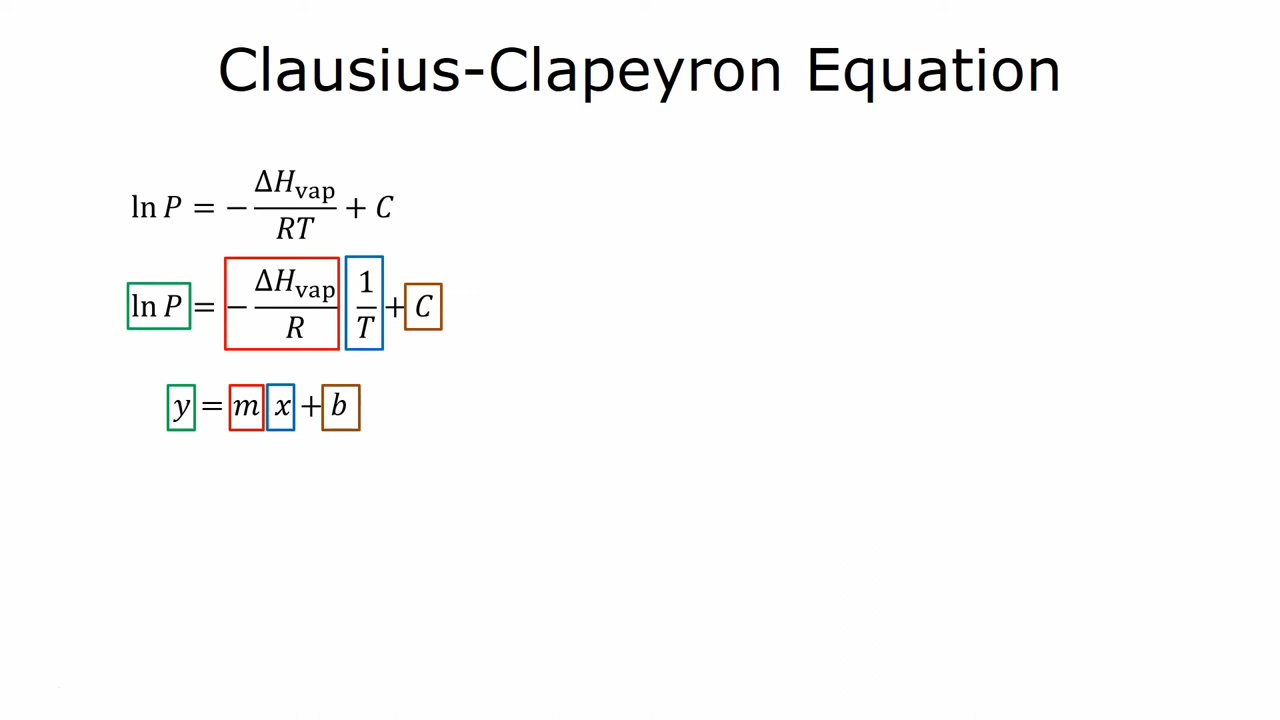 Clausius-Clapeyron Equation
ln P = − ΔH_vap / RT + C
ln P = − ΔH_vap / R 1 / T + C
y = m x + b